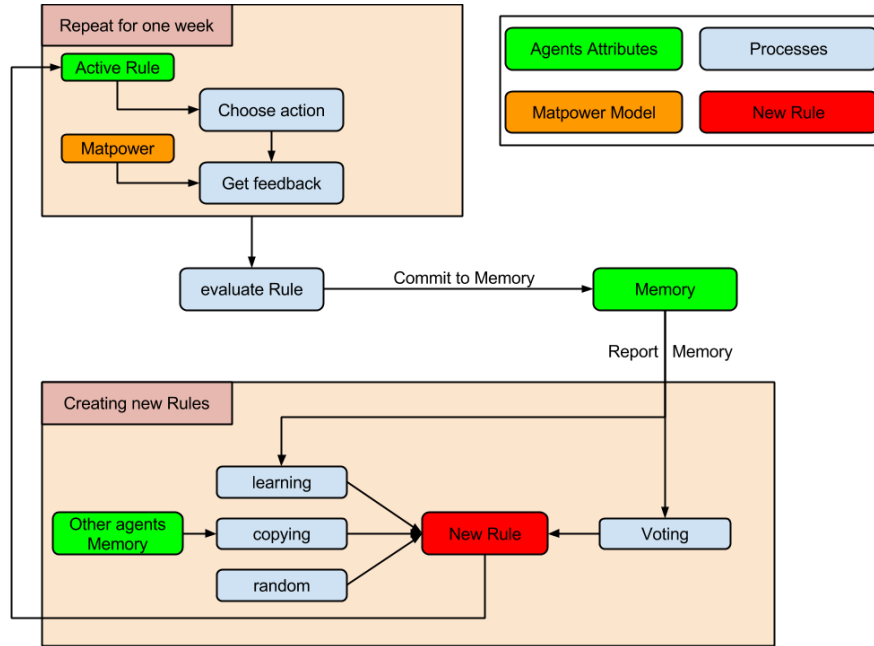 Repeat for one week
Active Rule
Choose action
Matpower
Get feedback
Agents Attributes
Processes
Matpower Model
New Rule
evaluate Rule
Commit to Memory
Memory
Report Memory
Creating new Rules
learning
Other agents
Memory
copying
New Rule
Voting
random